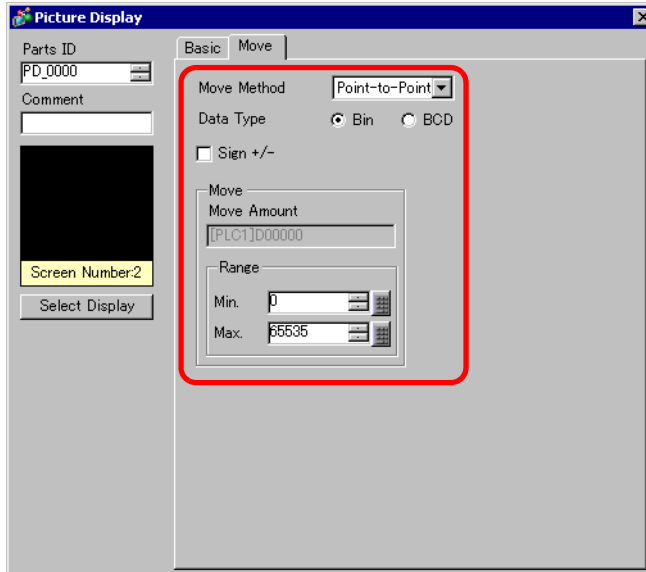 Picture Display
Parts ID
PD_0000
Comment
Screen Number:2
Select Display
Basic Move
Move Method Point-to-Point
Data Type Bin BCD
Sign +/-
Move
Move Amount
[PLC1]D00000
Range
Min. 0
Max. 65535